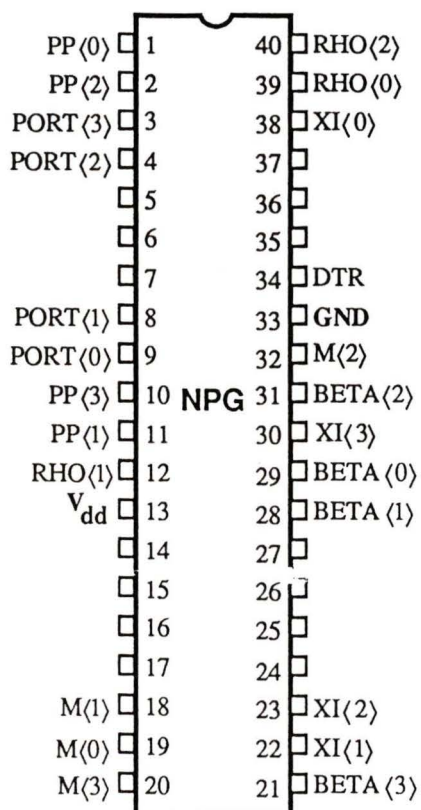 PP⟨0⟩ 1 40 RHO⟨2⟩
PP⟨2⟩ 2 39 RHO⟨0⟩
PORT⟨3⟩ 3 38 XI⟨0⟩
PORT⟨2⟩ 4 37
5 36
6 35
7 34 DTR
PORT⟨1⟩ 8 33 GND
PORT⟨0⟩ 9 32 M⟨2⟩
PP⟨3⟩ 10 NPG 31 BETA⟨2⟩
PP⟨1⟩ 11 30 XI⟨3⟩
RHO⟨1⟩ 12 29 BETA⟨0⟩
Vdd 13 28 BETA⟨1⟩
14 27
15 26
16 25
17 24
M⟨1⟩ 18 23 XI⟨2⟩
M⟨0⟩ 19 22 XI⟨1⟩
M⟨3⟩ 20 21 BETA⟨3⟩